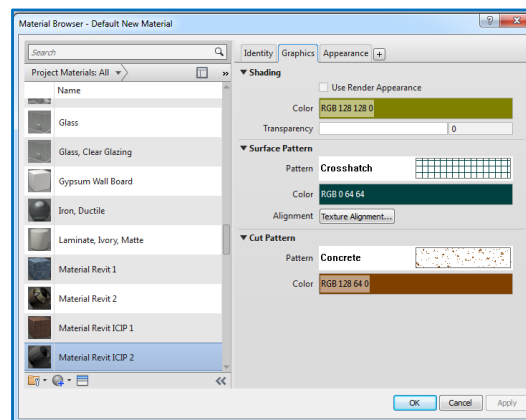 Material Browser - Default New Material
Search
Project Materials: All
Name
Glass
Glass, Clear Glazing
Gypsum Wall Board
Iron, Ductile
Laminate, Ivory, Matte
Material Revit 1
Material Revit 2
Material Revit ICIP 1
Material Revit ICIP 2
Identity Graphics Appearance
Shading
Use Render Appearance
Color RGB 128 128 0
Transparency 0
Surface Pattern
Pattern Crosshatch
Color RGB 0 64 64
Alignment Texture Alignment...
Cut Pattern
Pattern Concrete
Color RGB 128 64 0
OK Cancel Apply